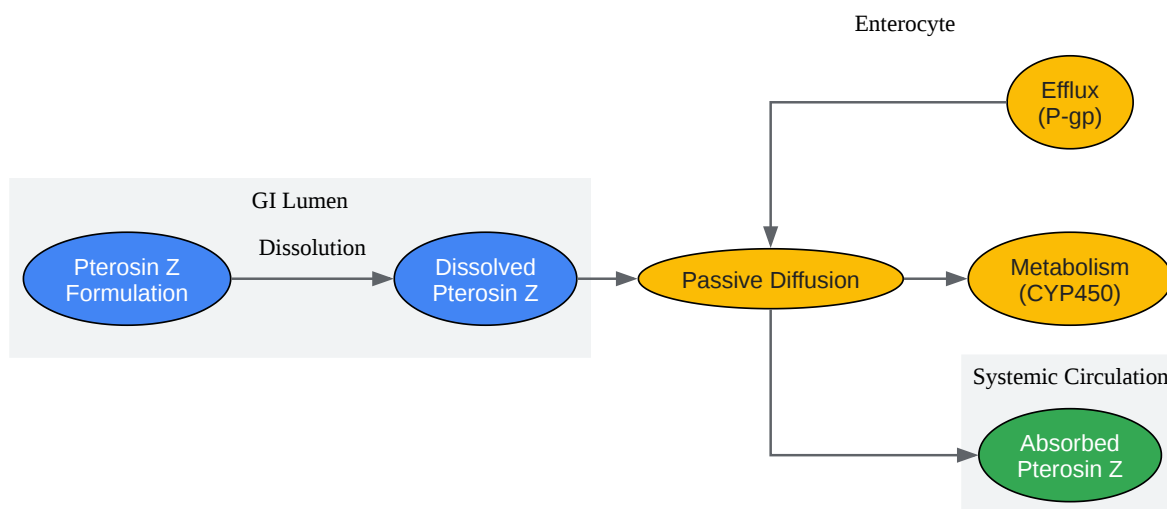 Enterocyte
Efflux
(P-gp)
GI Lumen
Dissolution
Pterosin Z
Formulation
Dissolved
Pterosin Z
Passive Diffusion
Metabolism
(CYP450)
Systemic Circulation
Absorbed
Pterosin Z